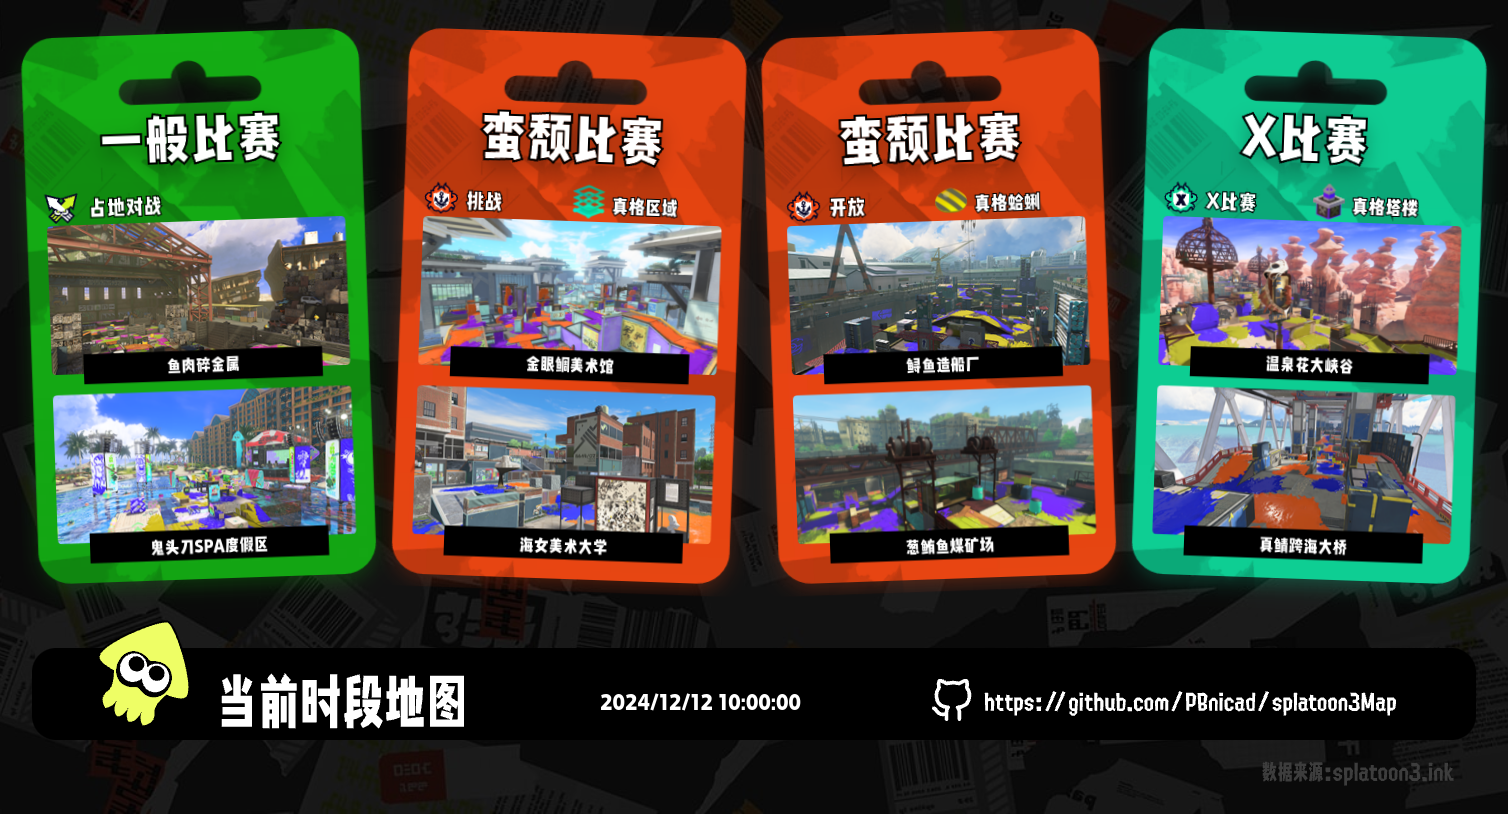 一般比赛
占地对战
鱼肉碎金属
鬼头刀SPA度假区
蛮颓比赛
挑战
真格区域
金眼鲷美术馆
海女美术大学
蛮颓比赛
开放
真格蛤蜊
鲟鱼造船厂
葱鲔鱼煤矿场
X比赛
X比赛
真格塔楼
温泉花大峡谷
真鲭跨海大桥
当前时段地图
2024/12/12 10:00:00
https://github.com/PBnicad/splatoon3Map
数据来源:splatoon3.ink